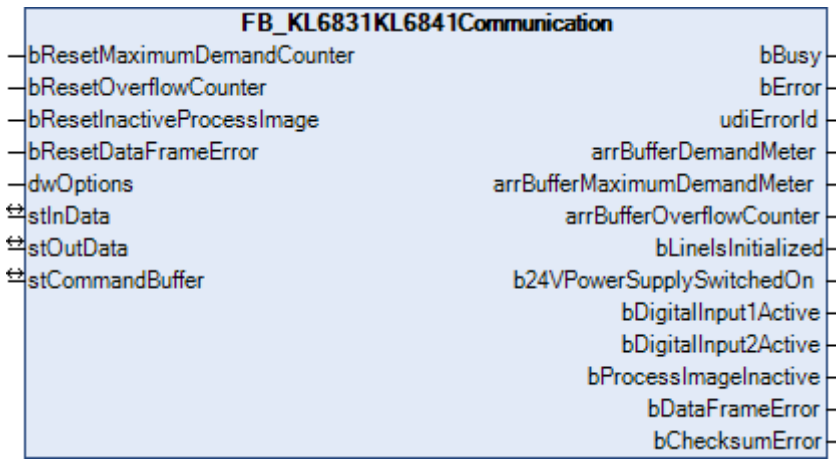 FB_KL6831KL6841Communication
bResetMaximumDemandCounter bBusy
bResetOverflowCounter bError
bResetInactiveProcessImage udiErrorId
bResetDataFrameError arrBufferDemandMeter
dwOptions arrBufferMaximumDemandMeter
stInData arrBufferOverflowCounter
stOutData bLineIsInitialized
stCommandBuffer b24VPowerSupplySwitchedOn
bDigitalInput1Active
bDigitalInput2Active
bProcessImageInactive
bDataFrameError
bChecksumError